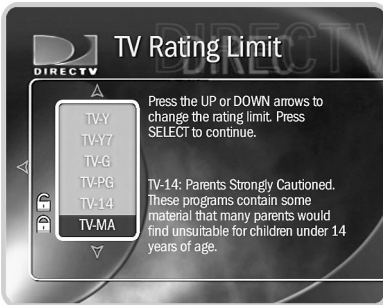 DIRECTV
TV Rating Limit
TV-Y
TV-Y7
TV-G
TV-PG
TV-14
TV-MA
Press the UP or DOWN arrows to
change the rating limit. Press
SELECT to continue.
TV-14: Parents Strongly Cautioned.
These programs contain some
material that many parents would
find unsuitable for children under 14
years of age.
DIRECTV